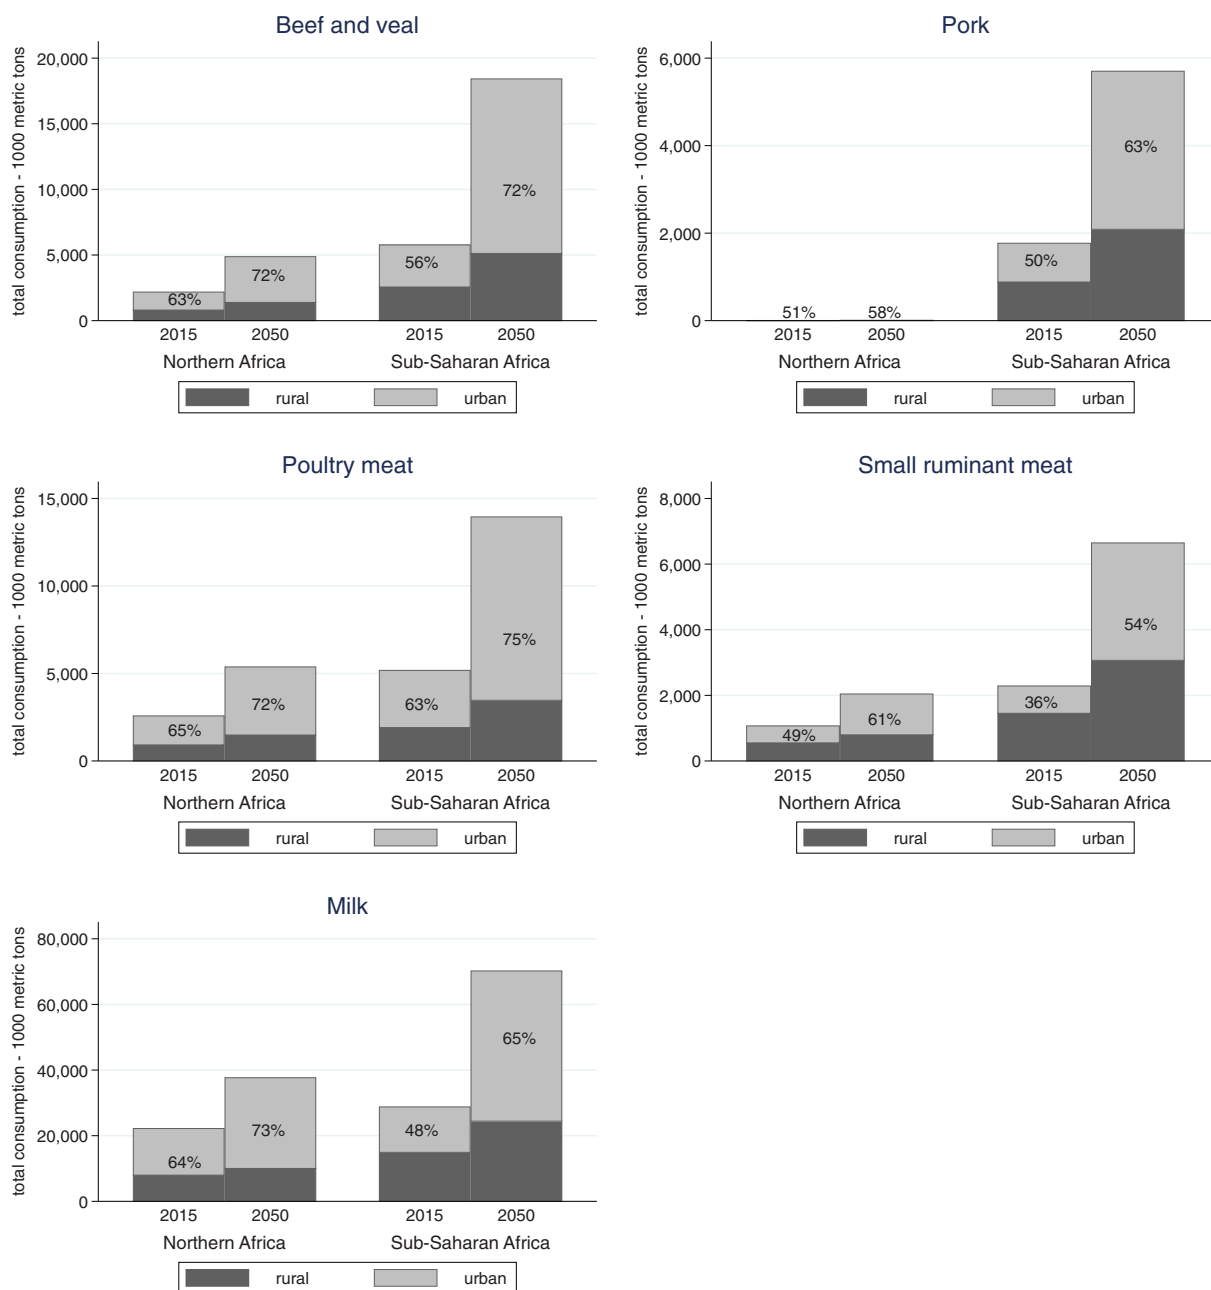 Beef and veal
total consumption - 1000 metric tons
20,000
15,000
10,000
5,000
0
63%
72%
56%
72%
2015 2050 2015 2050
Northern Africa Sub-Saharan Africa
rural urban
Pork
total consumption - 1000 metric tons
6,000
4,000
2,000
0
51%
58%
50%
63%
2015 2050 2015 2050
Northern Africa Sub-Saharan Africa
rural urban
Poultry meat
total consumption - 1000 metric tons
15,000
10,000
5,000
0
65%
72%
63%
75%
2015 2050 2015 2050
Northern Africa Sub-Saharan Africa
rural urban
Small ruminant meat
total consumption - 1000 metric tons
8,000
6,000
4,000
2,000
0
49%
61%
36%
54%
2015 2050 2015 2050
Northern Africa Sub-Saharan Africa
rural urban
Milk
total consumption - 1000 metric tons
80,000
60,000
40,000
20,000
0
64%
73%
48%
65%
2015 2050 2015 2050
Northern Africa Sub-Saharan Africa
rural urban